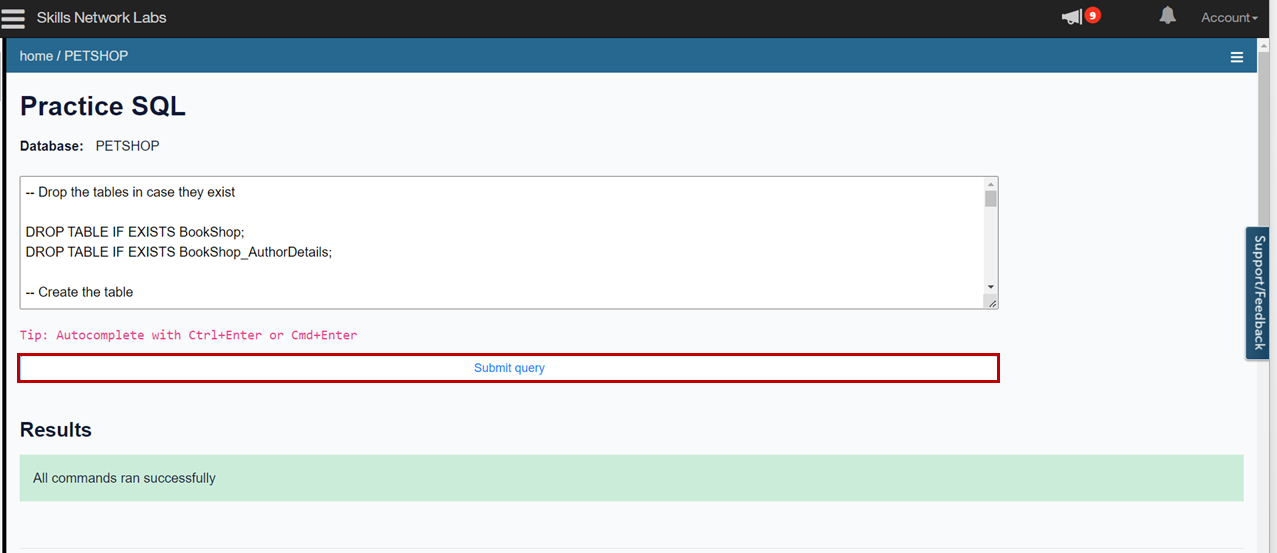 Skills Network Labs
9
Account
home / PETSHOP
Practice SQL
Database: PETSHOP
-- Drop the tables in case they exist
DROP TABLE IF EXISTS BookShop;
DROP TABLE IF EXISTS BookShop_AuthorDetails;
-- Create the table
Tip: Autocomplete with Ctrl+Enter or Cmd+Enter
Submit query
Results
All commands ran successfully
Support/Feedback